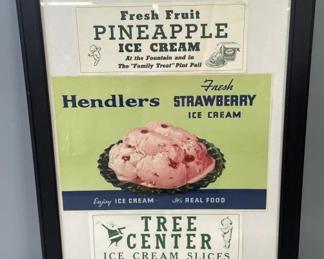 Fresh Fruit
PINEAPPLE
ICE CREAM
At the Fountain and in
The "Family Treat" Pint Pail
Fresh
Hendlers STRAWBERRY
ICE CREAM
Enjoy ICE CREAM It's REAL FOOD
TREE
CENTER
ICE CREAM SLICES